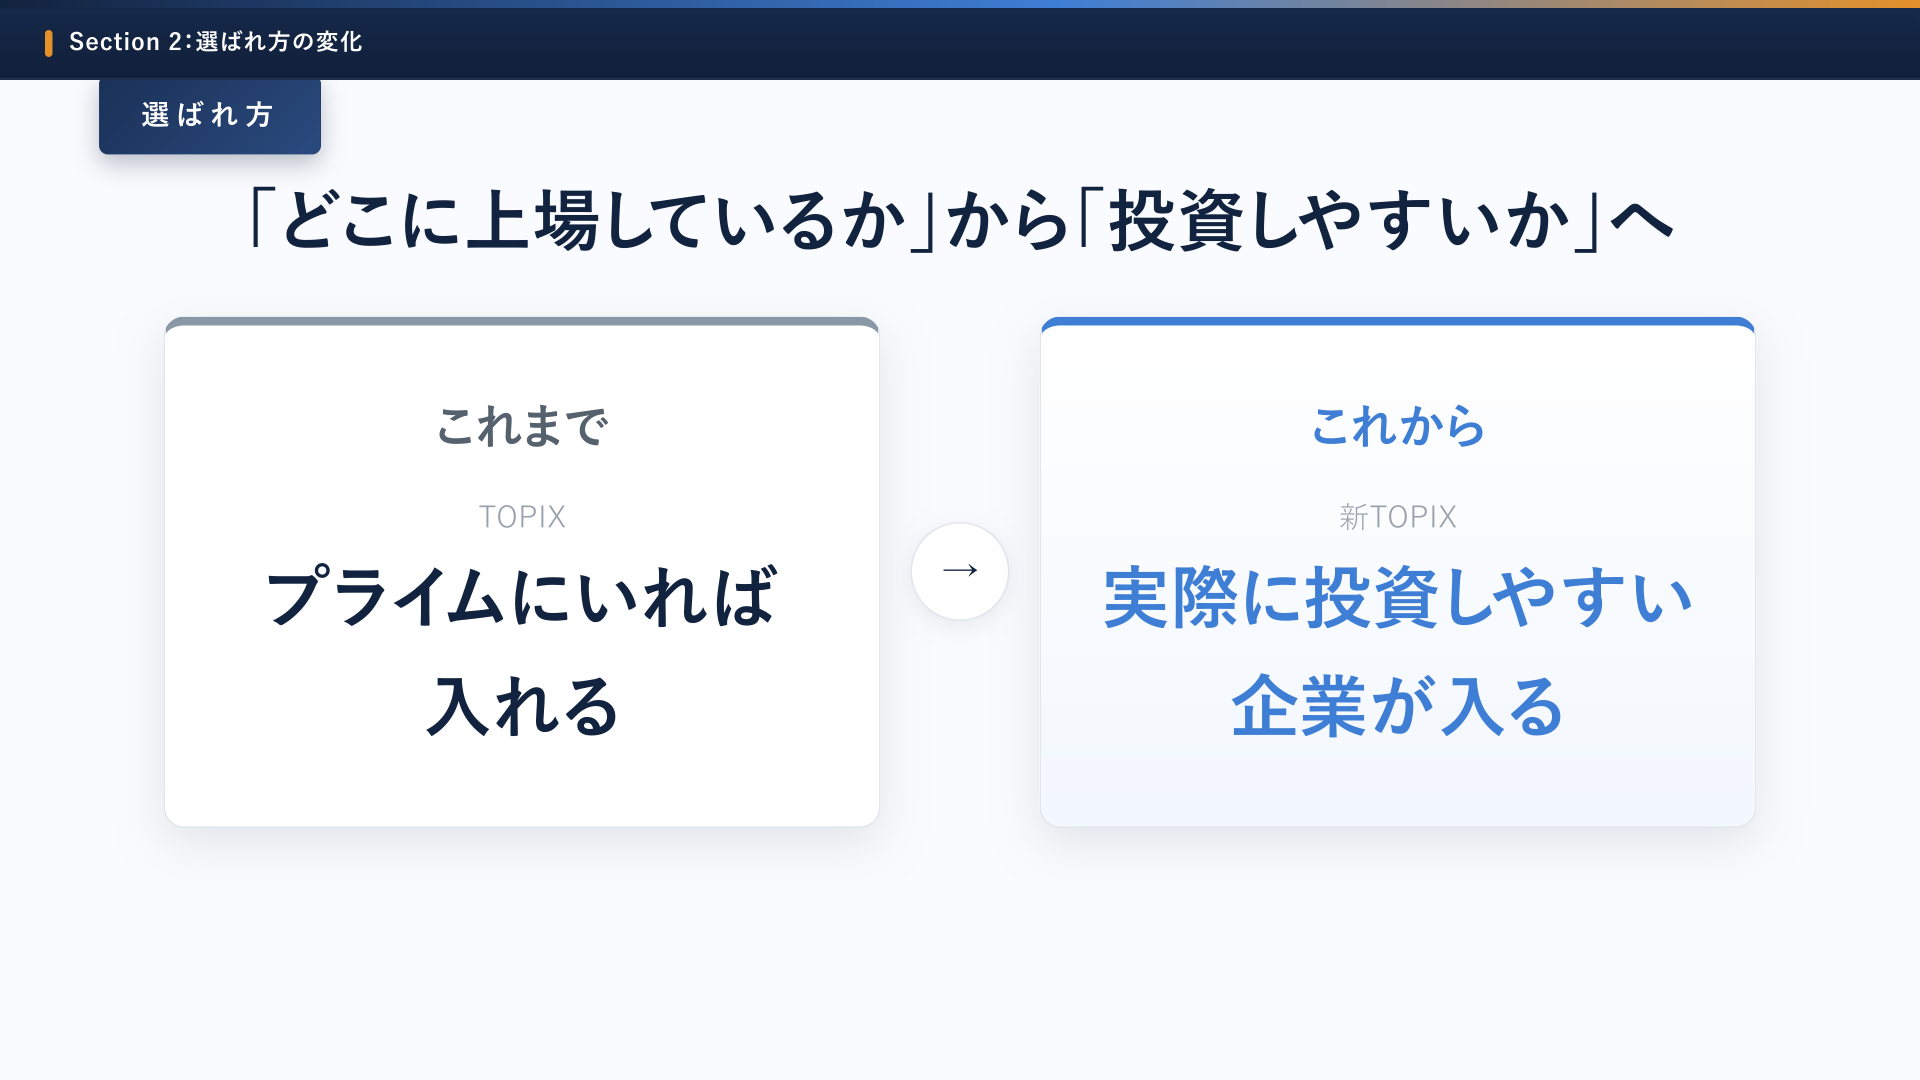 Section 2：選ばれ方の変化
選ばれ方
「どこに上場しているか」から「投資しやすいか」へ
これまで
TOPIX
プライムにいれば
入れる
→
これから
新TOPIX
実際に投資しやすい
企業が入る